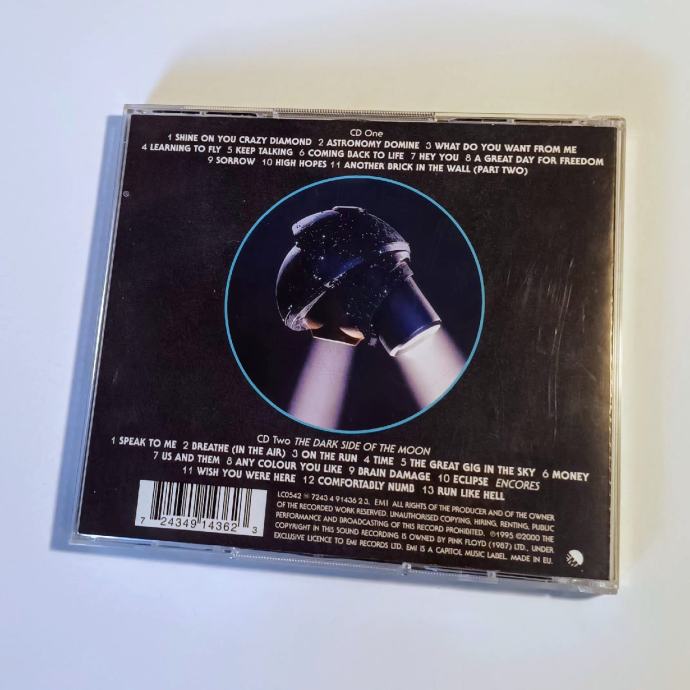 CD One
1 SHINE ON YOU CRAZY DIAMOND 2 ASTRONOMY DOMINE 3 WHAT DO YOU WANT FROM ME
4 LEARNING TO FLY 5 KEEP TALKING 6 COMING BACK TO LIFE 7 HEY YOU 8 A GREAT DAY FOR FREEDOM
9 SORROW 10 HIGH HOPES 11 ANOTHER BRICK IN THE WALL (PART TWO)
CD Two THE DARK SIDE OF THE MOON
1 SPEAK TO ME 2 BREATHE (IN THE AIR) 3 ON THE RUN 4 TIME 5 THE GREAT GIG IN THE SKY 6 MONEY
7 US AND THEM 8 ANY COLOUR YOU LIKE 9 BRAIN DAMAGE 10 ECLIPSE ENCORES
11 WISH YOU WERE HERE 12 COMFORTABLY NUMB 13 RUN LIKE HELL
7 24349 14362 3
LC0542 7243 4 91436 2 3. EMI ALL RIGHTS OF THE PRODUCER AND OF THE OWNER
OF THE RECORDED WORK RESERVED. UNAUTHORISED COPYING, HIRING, RENTING, PUBLIC
PERFORMANCE AND BROADCASTING OF THIS RECORD PROHIBITED. ℗1995 ©2000 THE
COPYRIGHT IN THIS SOUND RECORDING IS OWNED BY PINK FLOYD (1987) LTD., UNDER
EXCLUSIVE LICENCE TO EMI RECORDS LTD. EMI IS A CAPITOL MUSIC LABEL. MADE IN EU.